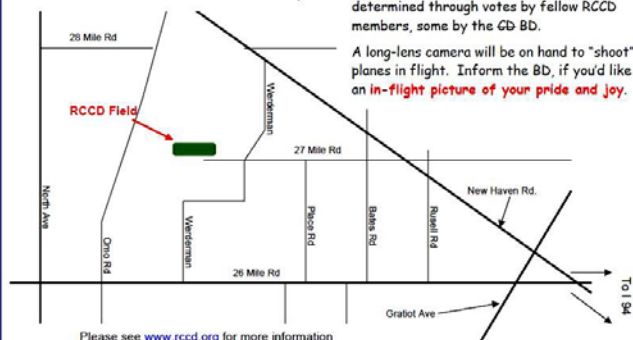 determined through votes by fellow RCCD
members, some by the CD BD.
A long-lens camera will be on hand to "shoot"
planes in flight. Inform the BD, if you'd like
an in-flight picture of your pride and joy.
28 Mile Rd
RCCD Field
Werderman
27 Mile Rd
New Haven Rd.
North Ave
Omo Rd
Werderman
Place Rd
Bates Rd
Rusell Rd
26 Mile Rd
To I 94
Gratiot Ave
Please see www.rccd.org for more information